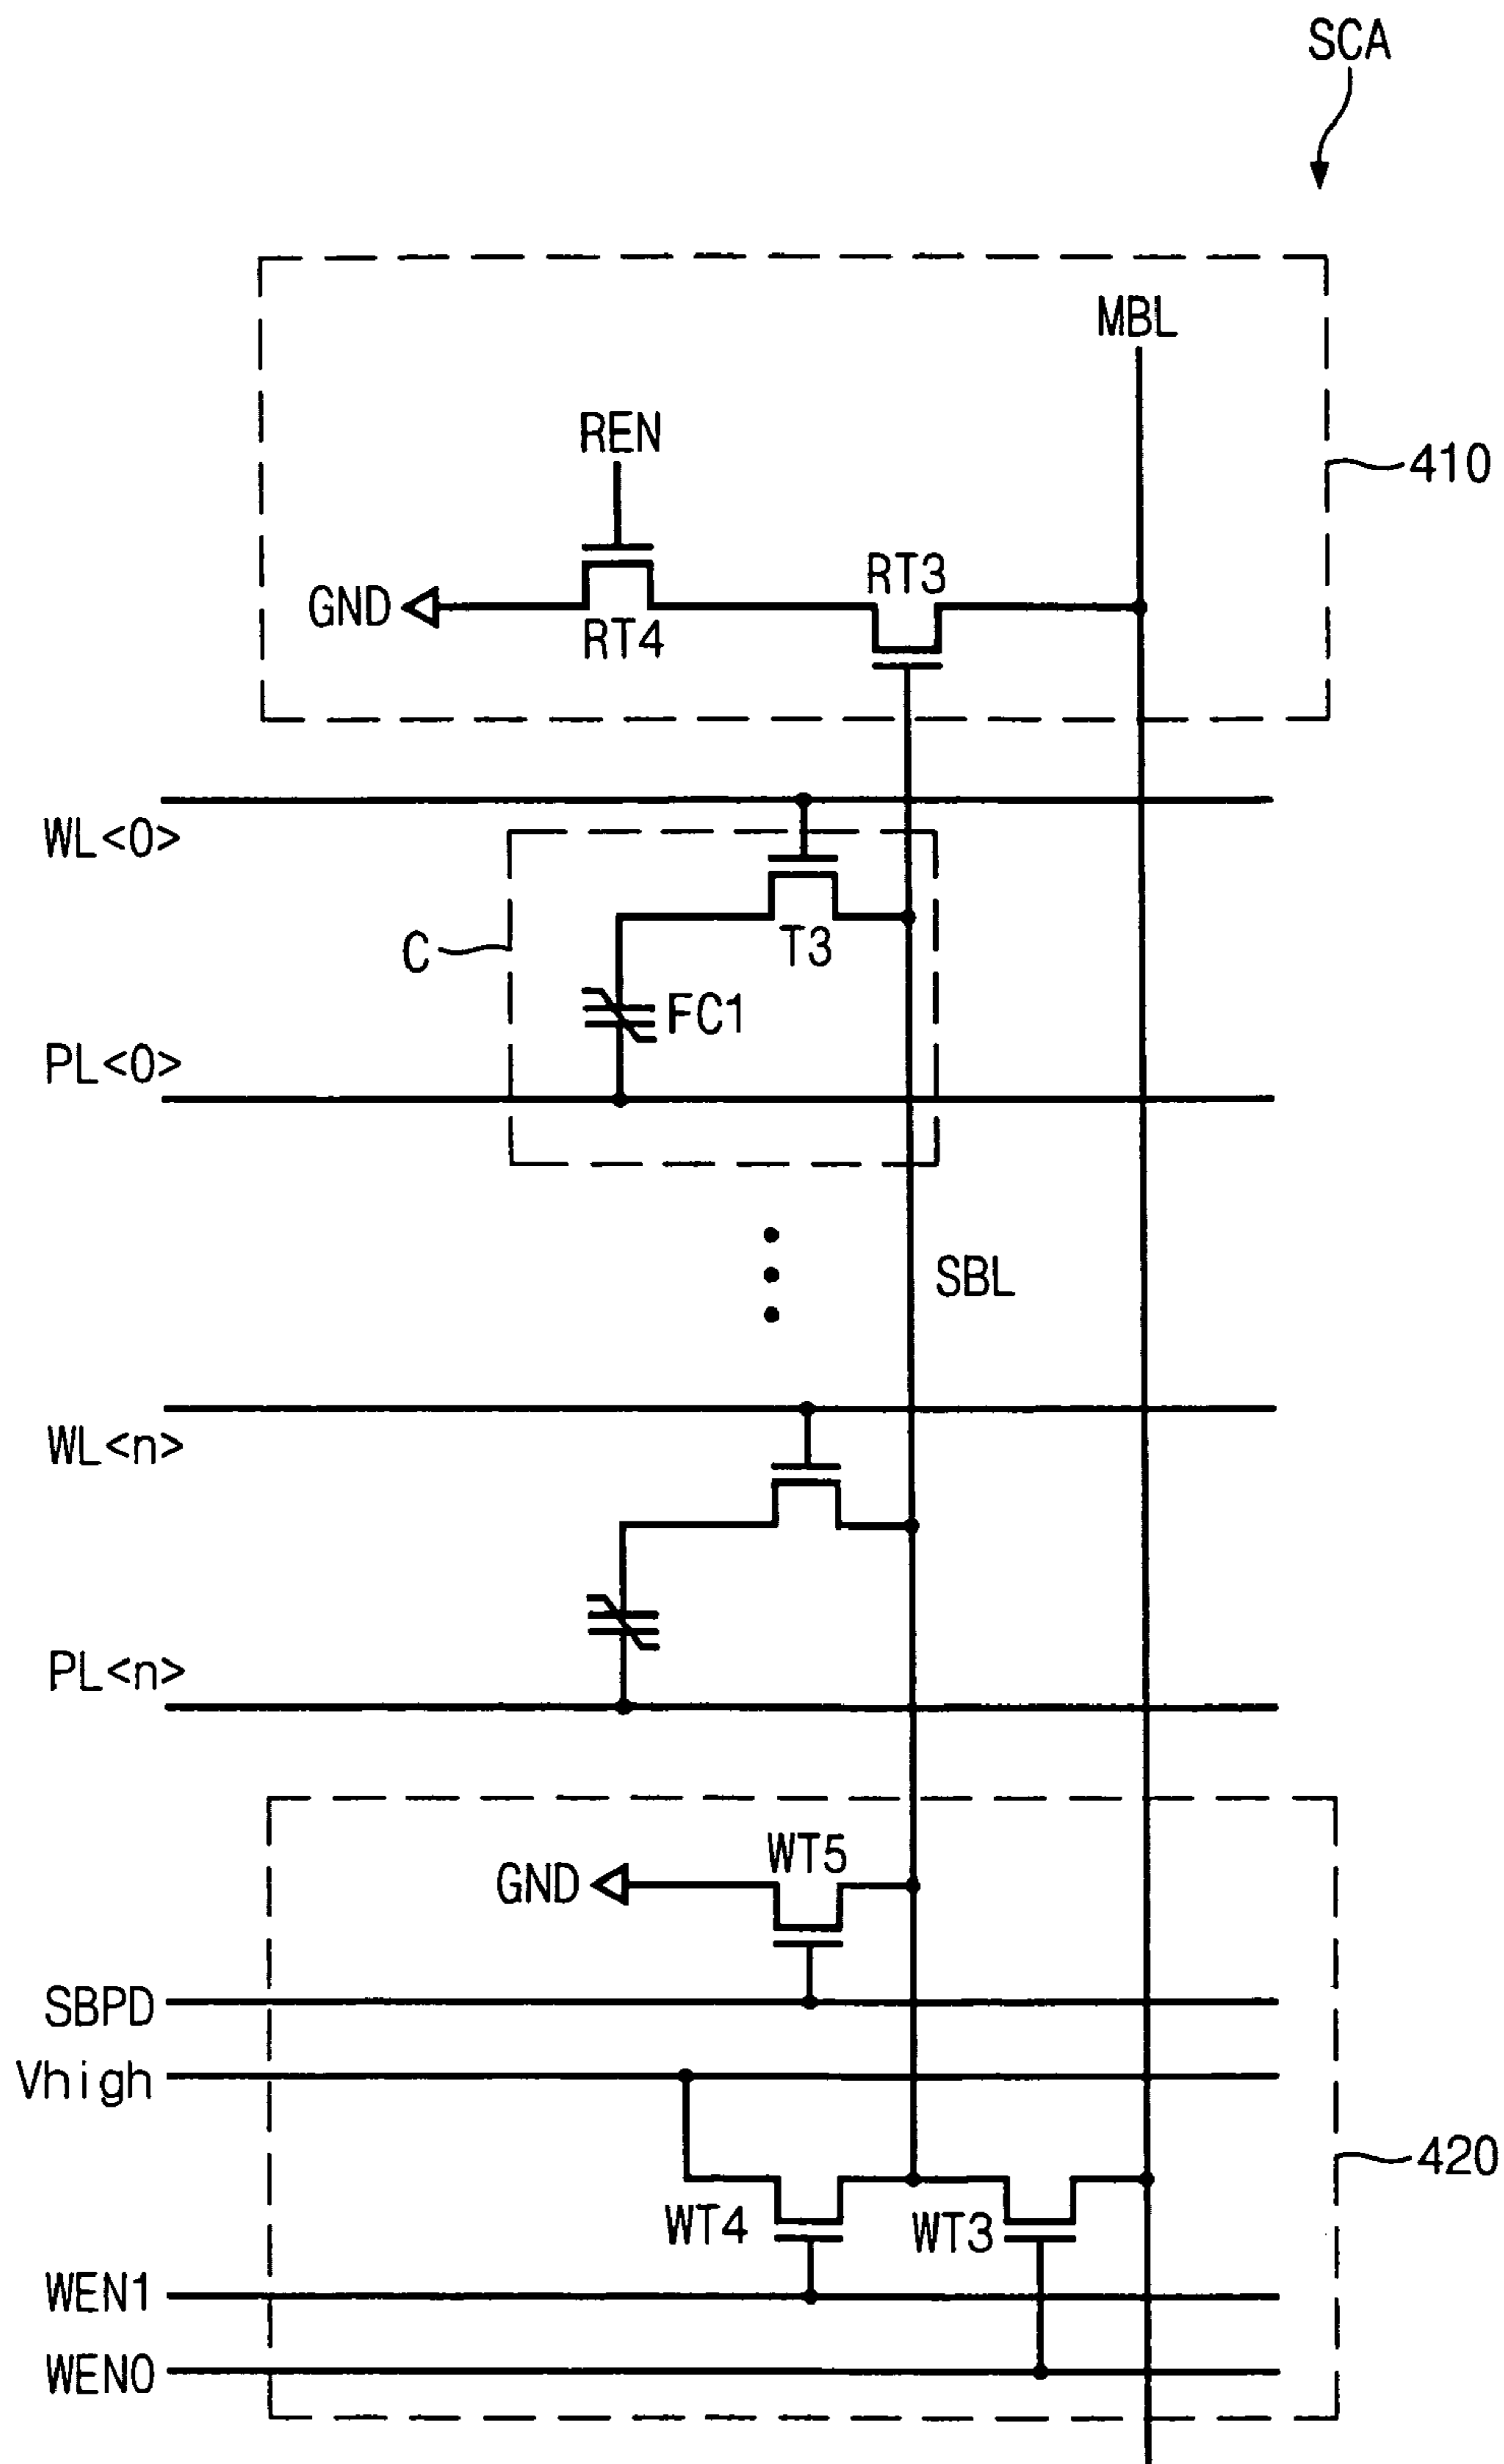 SCA
MBL
REN
410
RT3
GND
RT4
WL<0>
T3
C
FC1
PL<0>
SBL
WL<n>
PL<n>
WT5
GND
SBPD
Vhigh
420
WT4
WT3
WEN1
WEN0